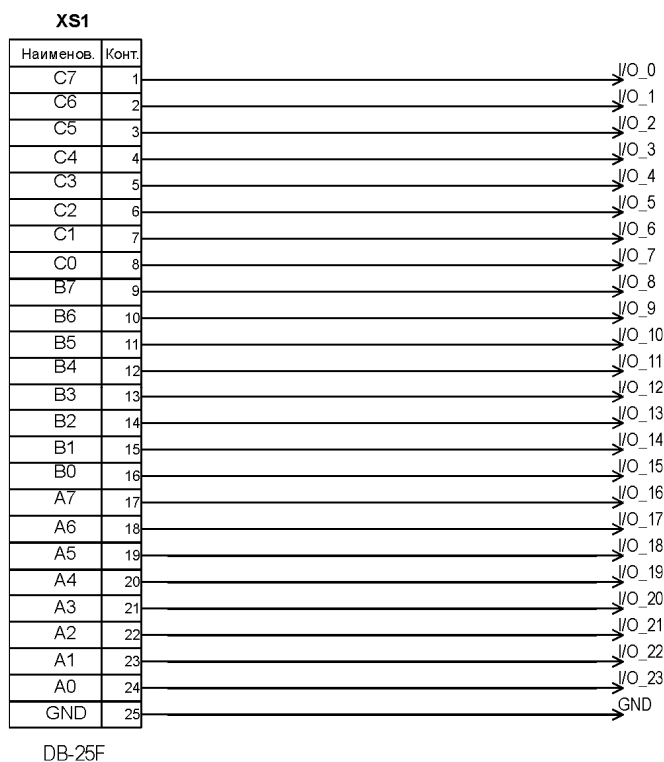 XS1
Наименов. Конт.
C7 1 I/O_0
C6 2 I/O_1
C5 3 I/O_2
C4 4 I/O_3
C3 5 I/O_4
C2 6 I/O_5
C1 7 I/O_6
C0 8 I/O_7
B7 9 I/O_8
B6 10 I/O_9
B5 11 I/O_10
B4 12 I/O_11
B3 13 I/O_12
B2 14 I/O_13
B1 15 I/O_14
B0 16 I/O_15
A7 17 I/O_16
A6 18 I/O_17
A5 19 I/O_18
A4 20 I/O_19
A3 21 I/O_20
A2 22 I/O_21
A1 23 I/O_22
A0 24 I/O_23
GND 25 GND
DB-25F